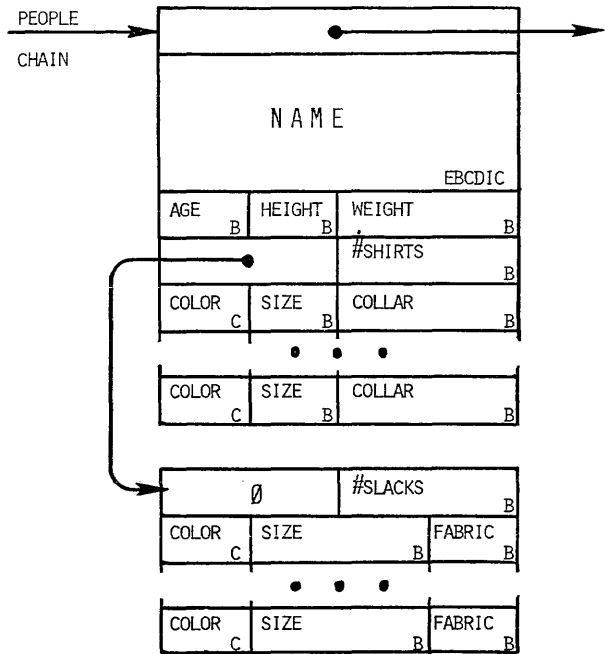 PEOPLE
CHAIN
NAME
EBCDIC
AGE B HEIGHT B WEIGHT B
#SHIRTS B
COLOR C SIZE B COLLAR B
COLOR C SIZE B COLLAR B
Ø #SLACKS B
COLOR C SIZE B FABRIC B
COLOR C SIZE B FABRIC B